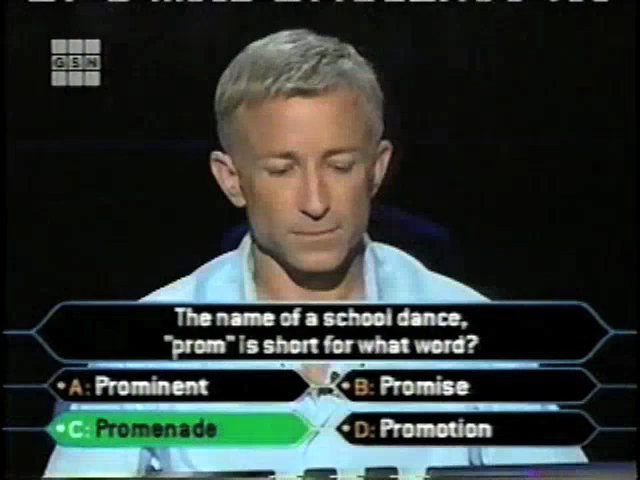 GSN
The name of a school dance,
"prom" is short for what word?
A: Prominent
B: Promise
C: Promenade
D: Promotion